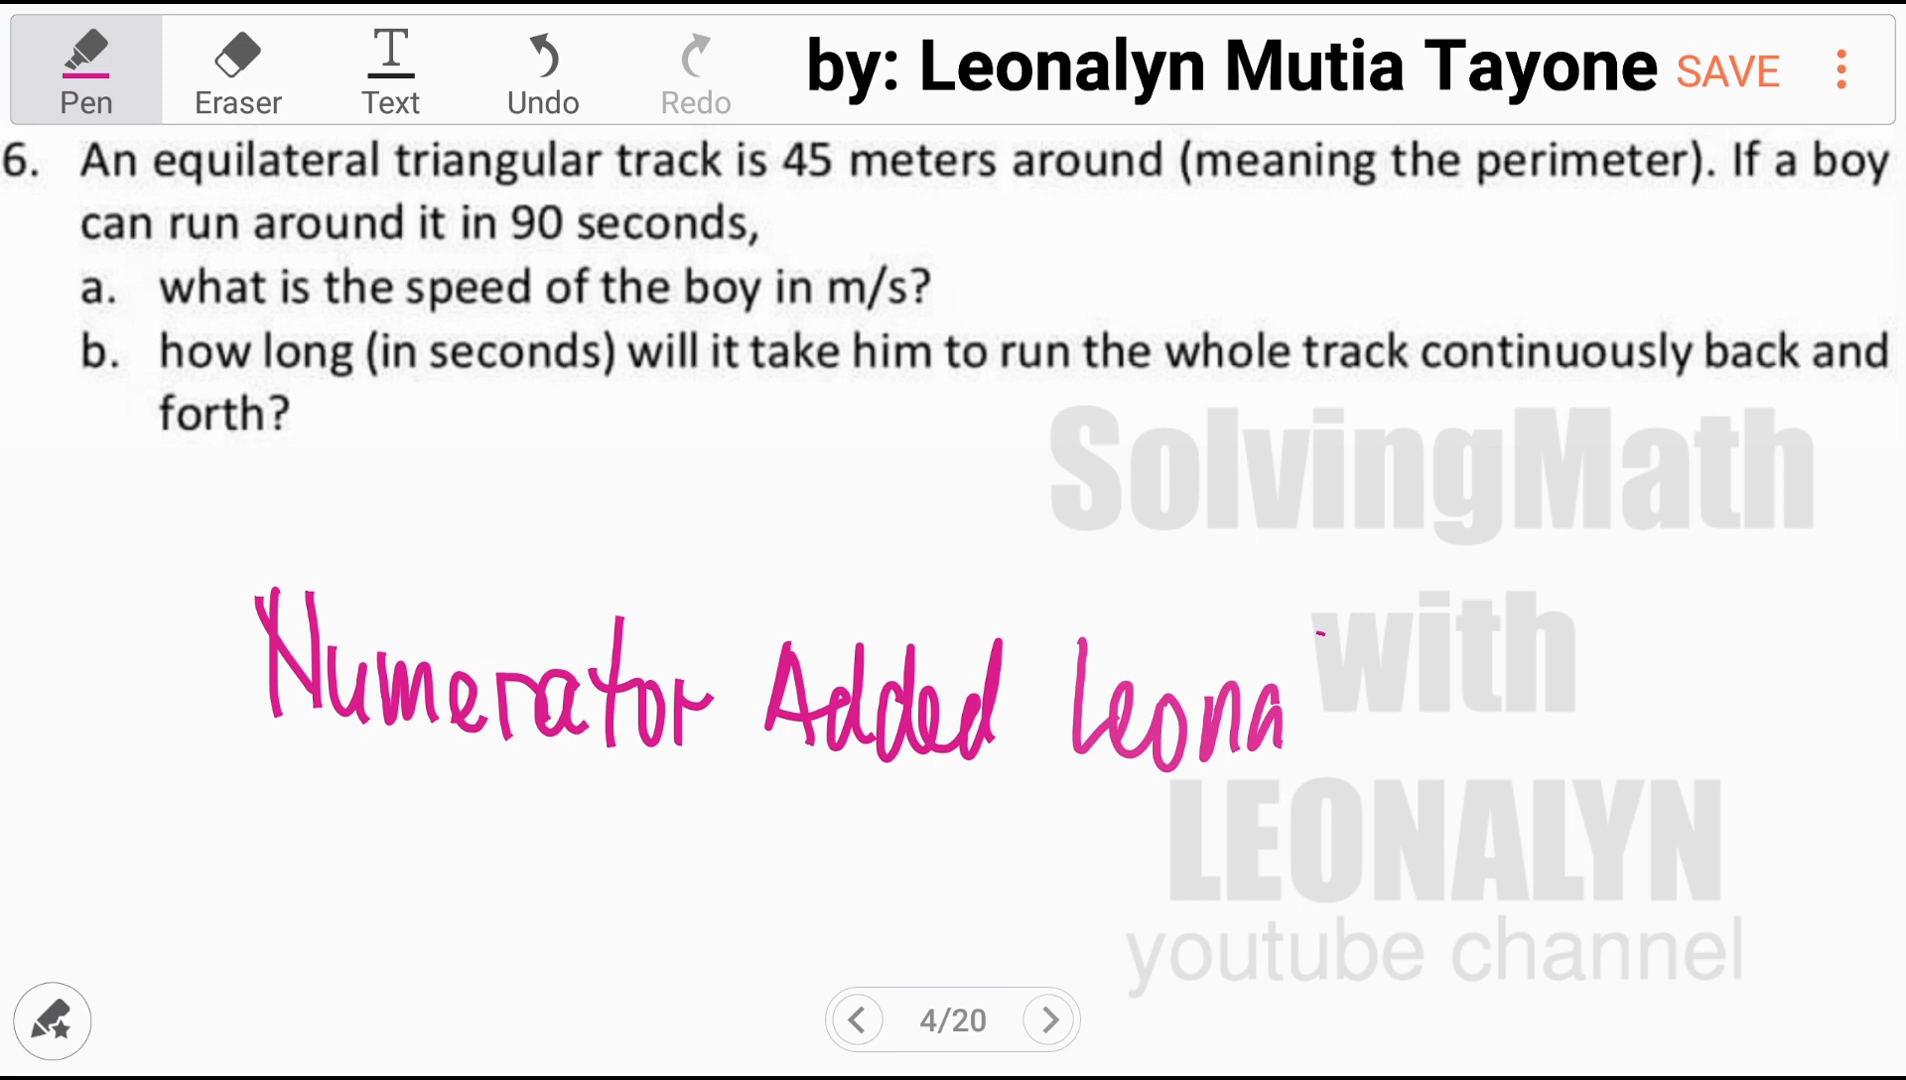 Pen Eraser Text Undo Redo by: Leonalyn Mutia Tayone SAVE
6. An equilateral triangular track is 45 meters around (meaning the perimeter). If a boy
can run around it in 90 seconds,
a. what is the speed of the boy in m/s?
b. how long (in seconds) will it take him to run the whole track continuously back and
forth?
SolvingMath
with
Numerator Added Leona
LEONALYN
youtube channel
4/20